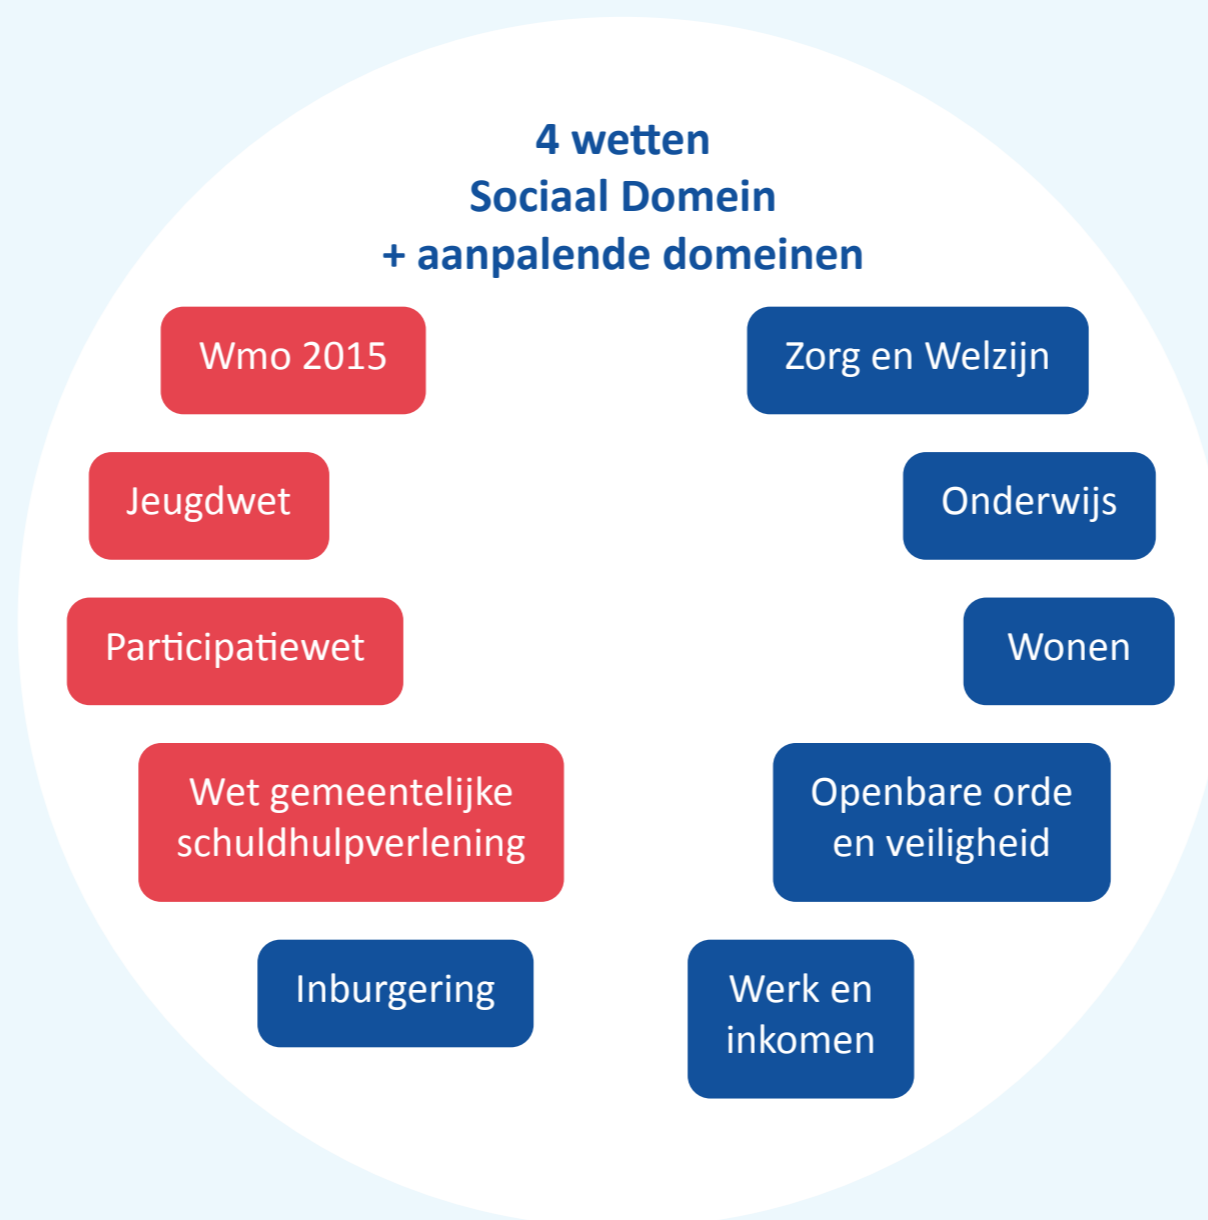 4 wetten
Sociaal Domein
+ aanpalende domeinen
Wmo 2015
Zorg en Welzijn
Jeugdwet
Onderwijs
Participatiewet
Wonen
Wet gemeentelijke
schuldhulpverlening
Openbare orde
en veiligheid
Inburgering
Werk en
inkomen